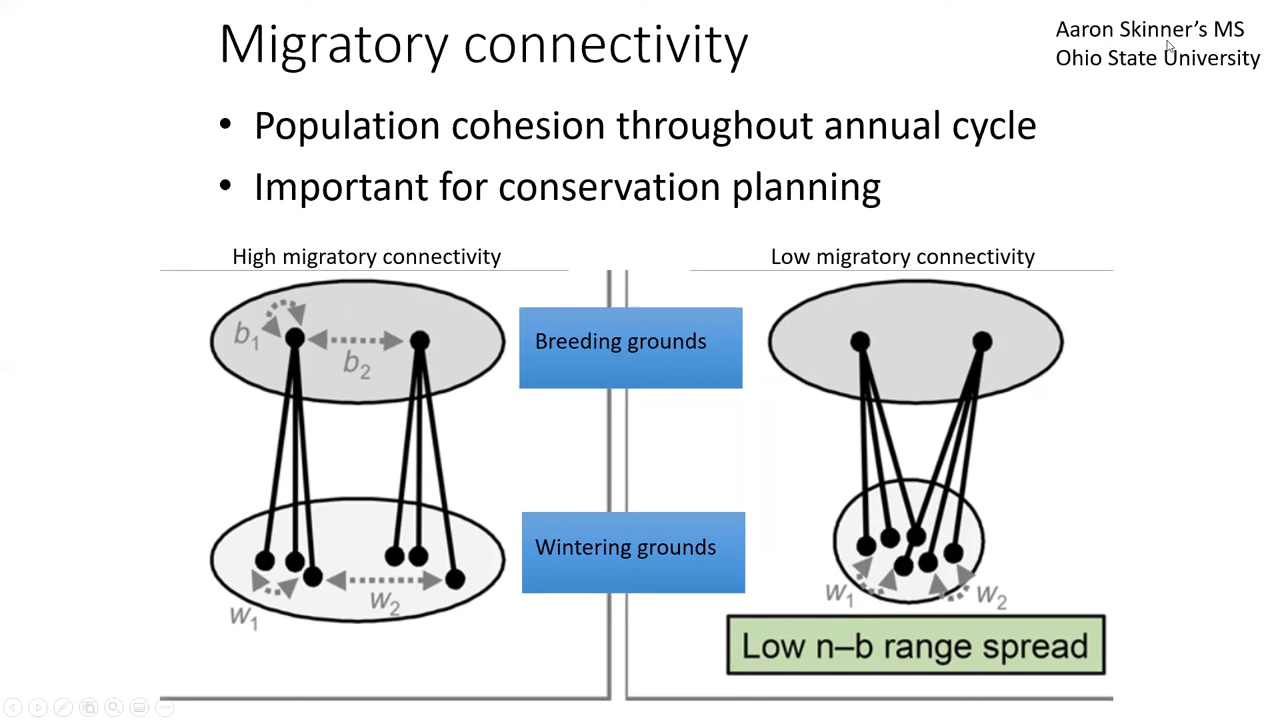 Migratory connectivity
Aaron Skinner's MS
Ohio State University
• Population cohesion throughout annual cycle
• Important for conservation planning
High migratory connectivity
Low migratory connectivity
b1
b2
Breeding grounds
Wintering grounds
w1
w2
w1
w2
Low n–b range spread